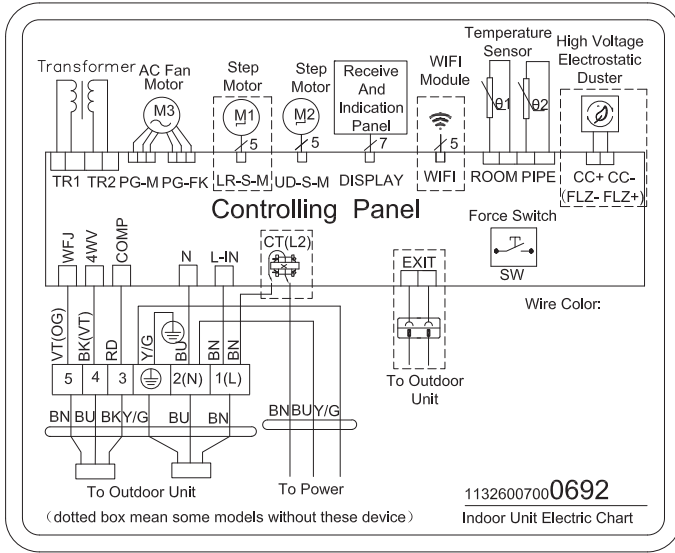 Transformer
AC Fan
Motor
M3
Step
Motor
M1
5
Step
Motor
M2
5
Receive
And
Indication
Panel
7
WIFI
Module
5
Temperature
Sensor
θ1
θ2
High Voltage
Electrostatic
Duster
TR1 TR2 PG-M PG-FK LR-S-M UD-S-M DISPLAY WIFI ROOM PIPE CC+ CC-
(FLZ- FLZ+)
Controlling Panel
Force Switch
SW
WFJ
4WV
COMP
N
L-IN
CT(L2)
EXIT
Wire Color:
VT(OG)
BK(VT)
RD
Y/G
BU
BN
BN
5 4 3 2(N) 1(L)
To Outdoor
Unit
BN BU BK Y/G BU BN
BN BU Y/G
To Outdoor Unit
To Power
(dotted box mean some models without these device)
11326007000692
Indoor Unit Electric Chart